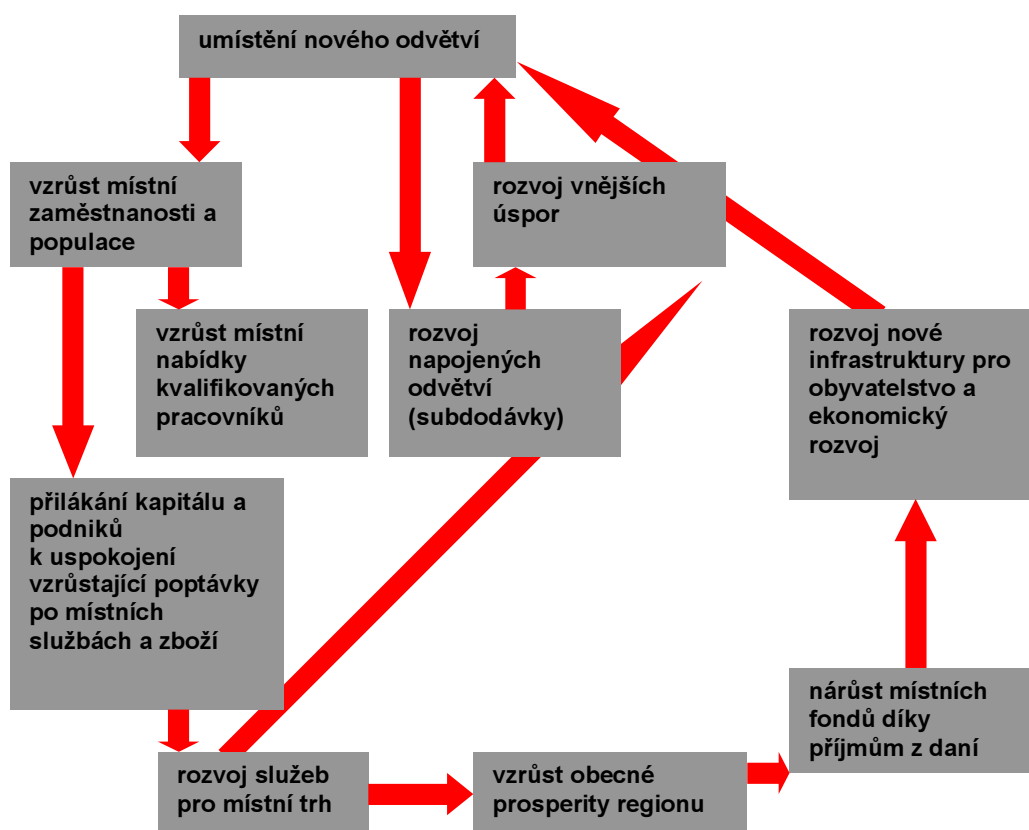 umístění nového odvětví
vzrůst místní
zaměstnanosti a
populace
rozvoj vnějších
úspor
vzrůst místní
nabídky
kvalifikovaných
pracovníků
rozvoj
napojených
odvětví
(subdodávky)
rozvoj nové
infrastruktury pro
obyvatelstvo a
ekonomický
rozvoj
přilákání kapitálu a
podniků
k uspokojení
vzrůstající poptávky
po místních
službách a zboží
nárůst místních
fondů díky
příjmům z daní
rozvoj služeb
pro místní trh
vzrůst obecné
prosperity regionu